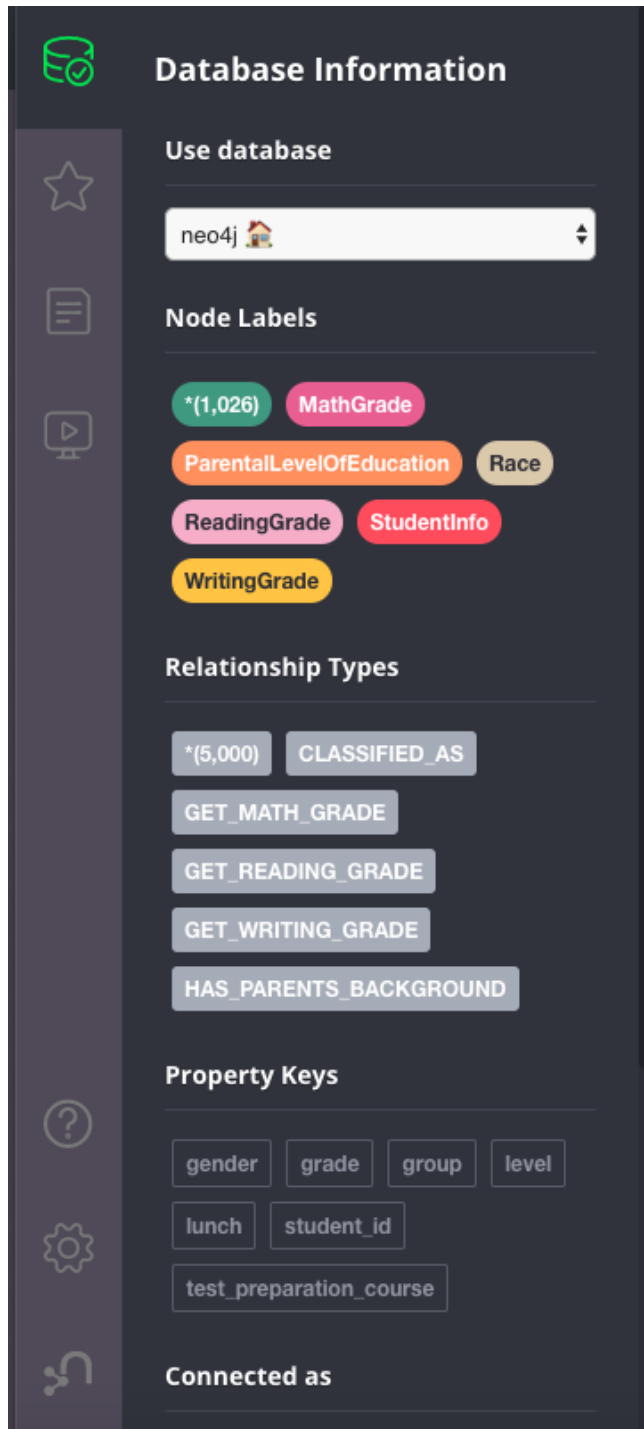 Database Information
Use database
neo4j 🏠
Node Labels
*(1,026) MathGrade
ParentalLevelOfEducation Race
ReadingGrade StudentInfo
WritingGrade
Relationship Types
*(5,000) CLASSIFIED_AS
GET_MATH_GRADE
GET_READING_GRADE
GET_WRITING_GRADE
HAS_PARENTS_BACKGROUND
Property Keys
gender grade group level
lunch student_id
test_preparation_course
Connected as